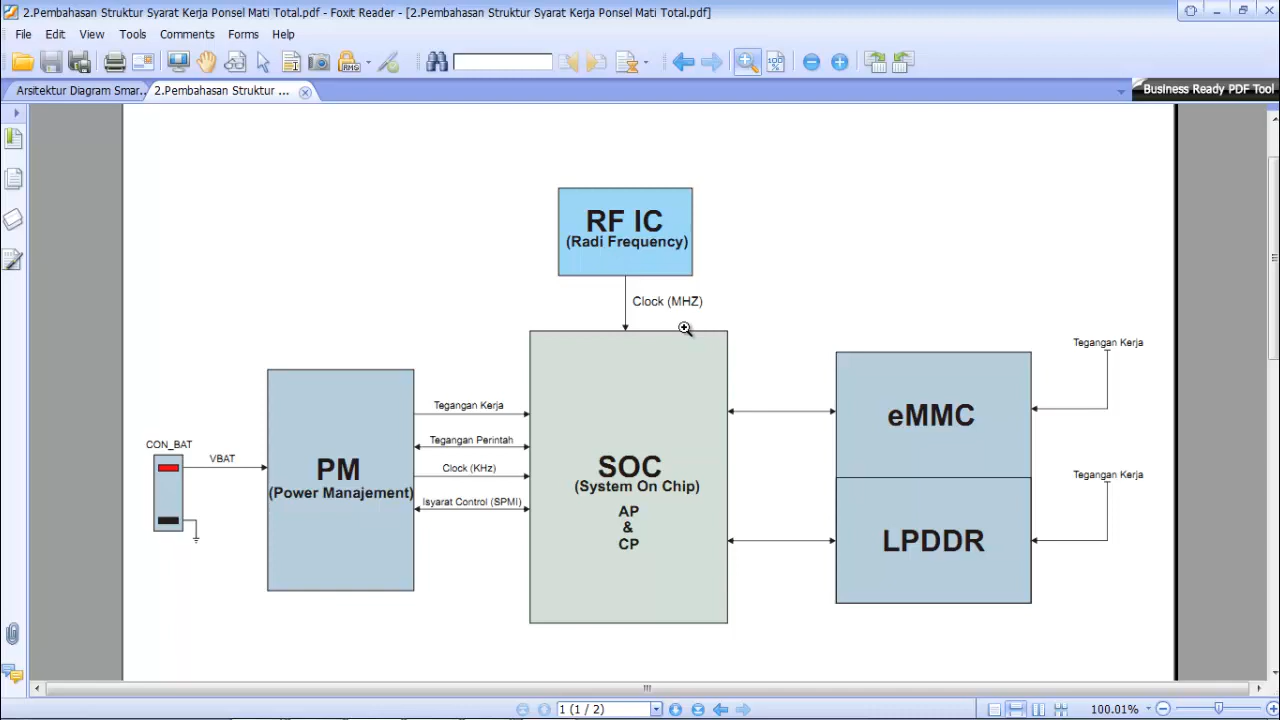 2.Pembahasan Struktur Syarat Kerja Ponsel Mati Total.pdf - Foxit Reader - [2.Pembahasan Struktur Syarat Kerja Ponsel Mati Total.pdf]
File Edit View Tools Comments Forms Help
Arsitektur Diagram Smar... 2.Pembahasan Struktur ...
Business Ready PDF Tool
RF IC
(Radi Frequency)
Clock (MHZ)
CON_BAT
VBAT
PM
(Power Manajement)
Tegangan Kerja
Tegangan Perintah
Clock (KHz)
Isyarat Control (SPMI)
SOC
(System On Chip)
AP
&
CP
eMMC
Tegangan Kerja
LPDDR
Tegangan Kerja
1 (1 / 2)
100.01%